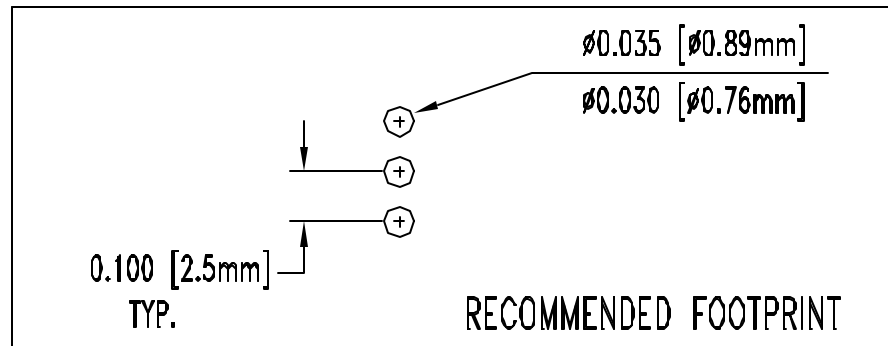 ø0.035 [ø0.89mm]
ø0.030 [ø0.76mm]
0.100 [2.5mm]
TYP.
RECOMMENDED FOOTPRINT